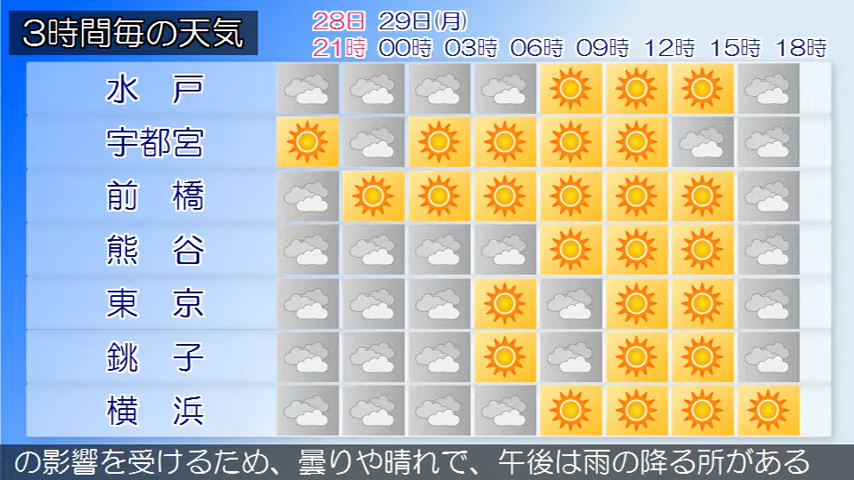 3時間毎の天気
28日 29日(月)
21時 00時 03時 06時 09時 12時 15時 18時
水戸
宇都宮
前橋
熊谷
東京
銚子
横浜
の影響を受けるため、曇りや晴れで、午後は雨の降る所がある